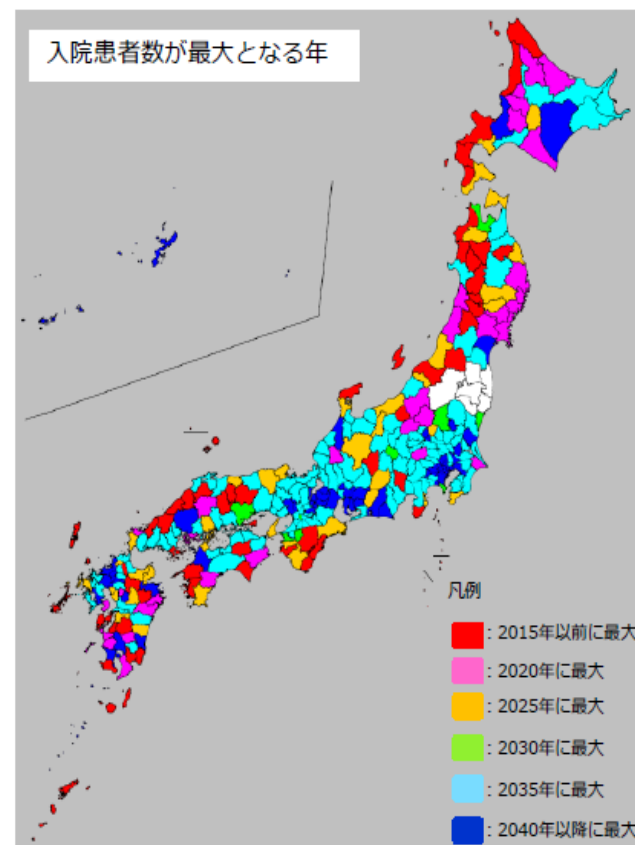 入院患者数が最大となる年
凡例
: 2015年以前に最大
: 2020年に最大
: 2025年に最大
: 2030年に最大
: 2035年に最大
: 2040年以降に最大